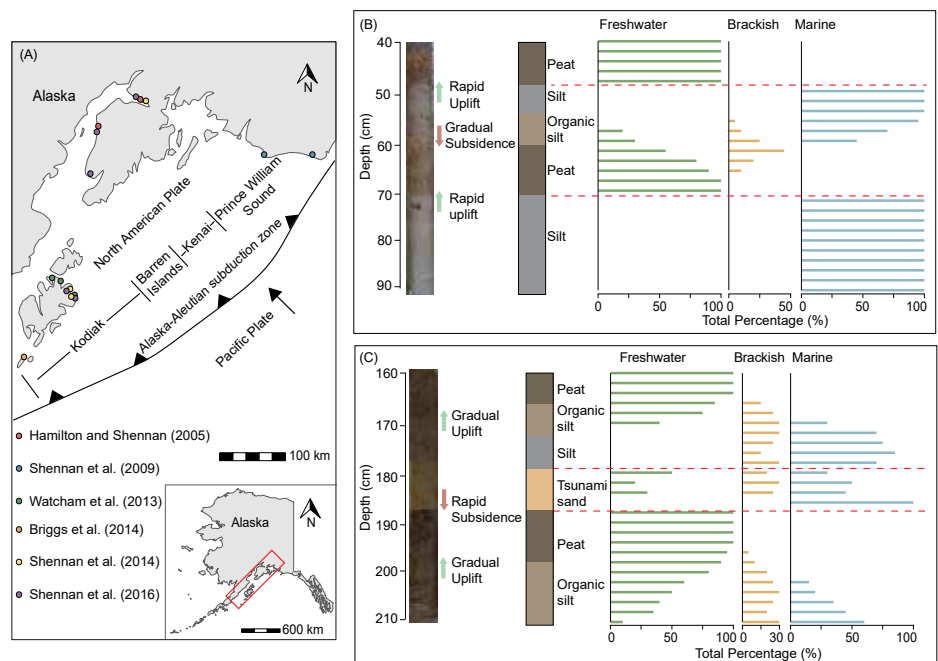 (A)
Alaska
N
North American Plate
Kodiak
Barren
Islands
Kenai
Prince William
Sound
Alaska-Aleutian subduction zone
Pacific Plate
100 km
Hamilton and Shennan (2005)
Shennan et al. (2009)
Watcham et al. (2013)
Briggs et al. (2014)
Shennan et al. (2014)
Shennan et al. (2016)
Alaska
N
600 km
(B)
Freshwater
Brackish
Marine
Depth (cm)
40
50
60
70
80
90
Rapid
Uplift
Gradual
Subsidence
Rapid
uplift
Peat
Silt
Organic
silt
Peat
Silt
0 50 100 0 50 0 50 100
Total Percentage (%)
(C)
Freshwater
Brackish
Marine
Depth (cm)
160
170
180
190
200
210
Gradual
Uplift
Rapid
Subsidence
Gradual
Uplift
Peat
Organic
silt
Silt
Tsunami
sand
Peat
Organic
silt
0 50 100 0 30 0 50 100
Total Percentage (%)